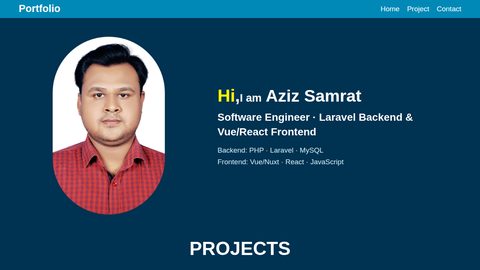 Portfolio
Home Project Contact
Hi,I am Aziz Samrat
Software Engineer · Laravel Backend &
Vue/React Frontend
Backend: PHP · Laravel · MySQL
Frontend: Vue/Nuxt · React · JavaScript
PROJECTS